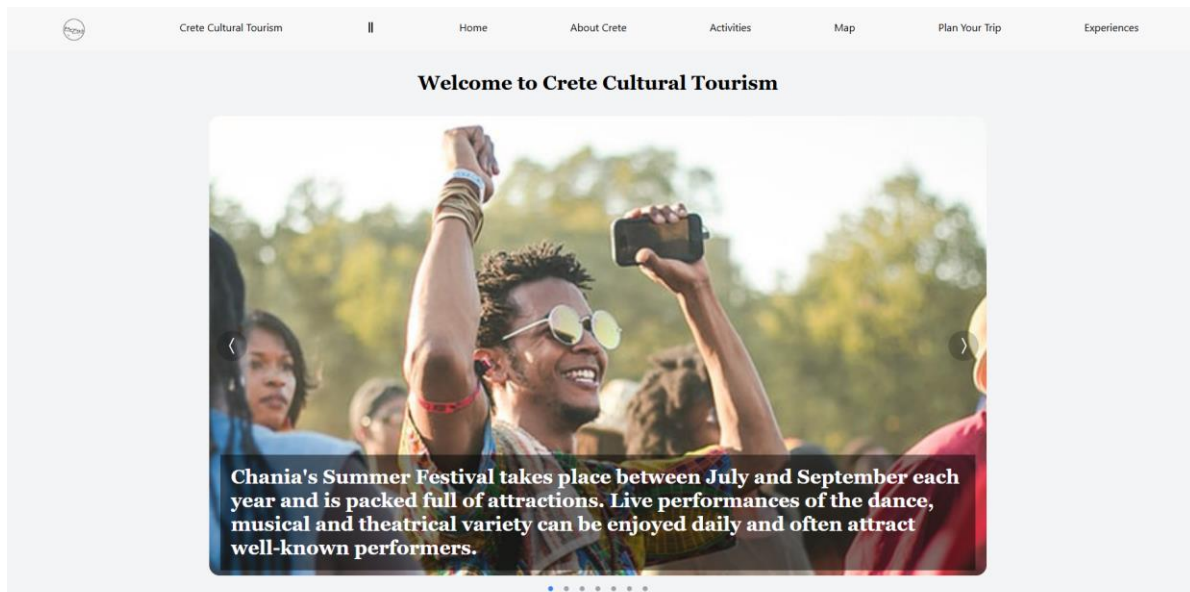 Crete Cultural Tourism || Home About Crete Activities Map Plan Your Trip Experiences
Welcome to Crete Cultural Tourism
Chania's Summer Festival takes place between July and September each
year and is packed full of attractions. Live performances of the dance,
musical and theatrical variety can be enjoyed daily and often attract
well-known performers.